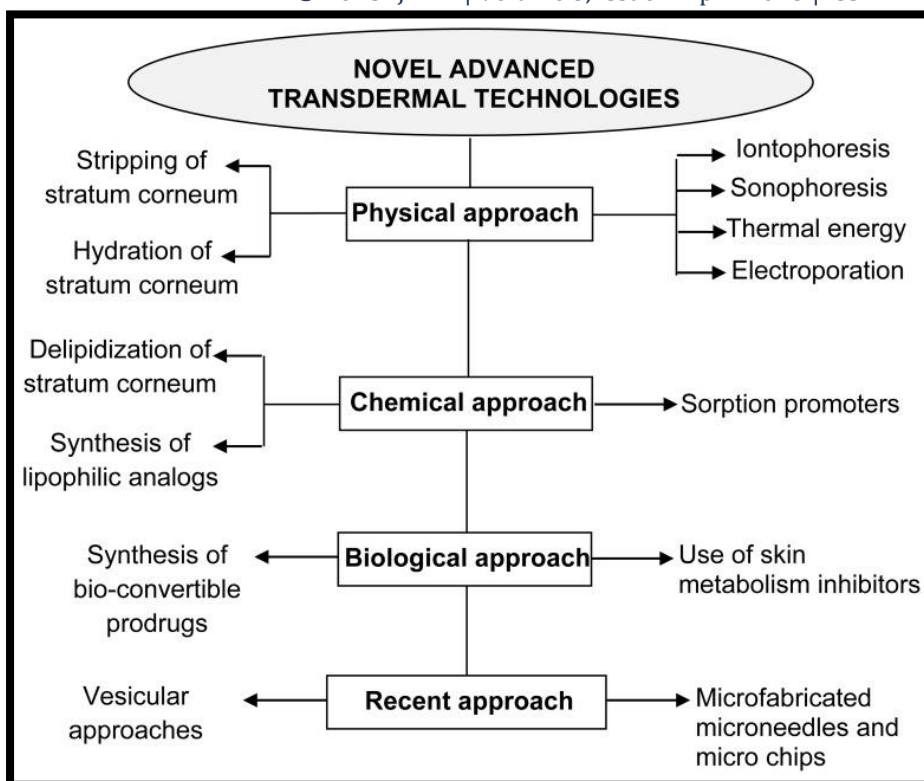 NOVEL ADVANCED
TRANSDERMAL TECHNOLOGIES
Stripping of
stratum corneum
Hydration of
stratum corneum
Physical approach
Iontophoresis
Sonophoresis
Thermal energy
Electroporation
Delipidization of
stratum corneum
Synthesis of
lipophilic analogs
Chemical approach
Sorption promoters
Synthesis of
bio-convertible
prodrugs
Biological approach
Use of skin
metabolism inhibitors
Vesicular
approaches
Recent approach
Microfabricated
microneedles and
micro chips